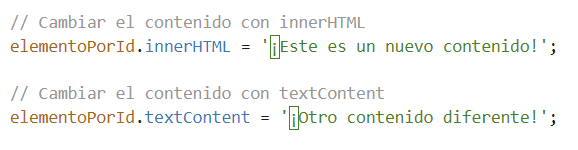 // Cambiar el contenido con innerHTML
elementoPorId.innerHTML = '¡Este es un nuevo contenido!';
// Cambiar el contenido con textContent
elementoPorId.textContent = '¡Otro contenido diferente!';